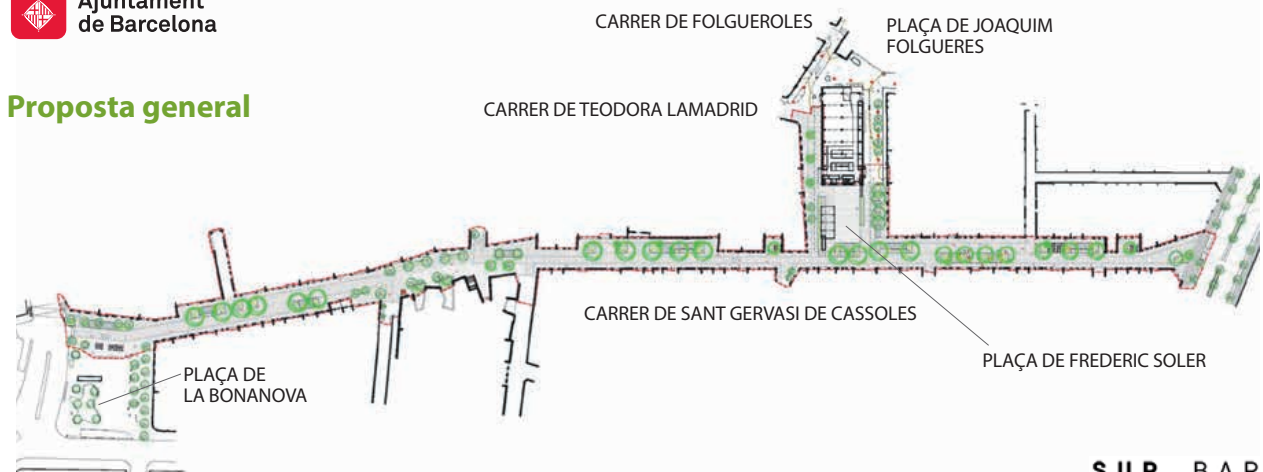 Ajuntament
de Barcelona
Proposta general
CARRER DE FOLGUEROLES
PLAÇA DE JOAQUIM
FOLGUERES
CARRER DE TEODORA LAMADRID
CARRER DE SANT GERVASI DE CASSOLES
PLAÇA DE FREDERIC SOLER
PLAÇA DE
LA BONANOVA